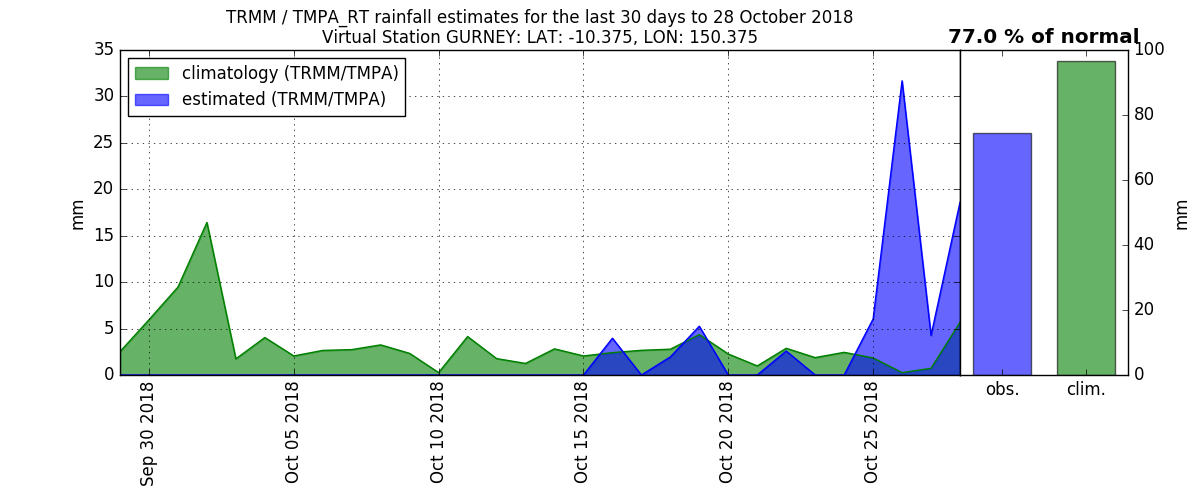 TRMM / TMPA_RT rainfall estimates for the last 30 days to 28 October 2018
Virtual Station GURNEY: LAT: -10.375, LON: 150.375
77.0 % of normal
climatology (TRMM/TMPA)
estimated (TRMM/TMPA)
35
30
25
20
15
10
5
0
mm
Sep 30 2018
Oct 05 2018
Oct 10 2018
Oct 15 2018
Oct 20 2018
Oct 25 2018
obs.
clim.
100
80
60
40
20
0
mm